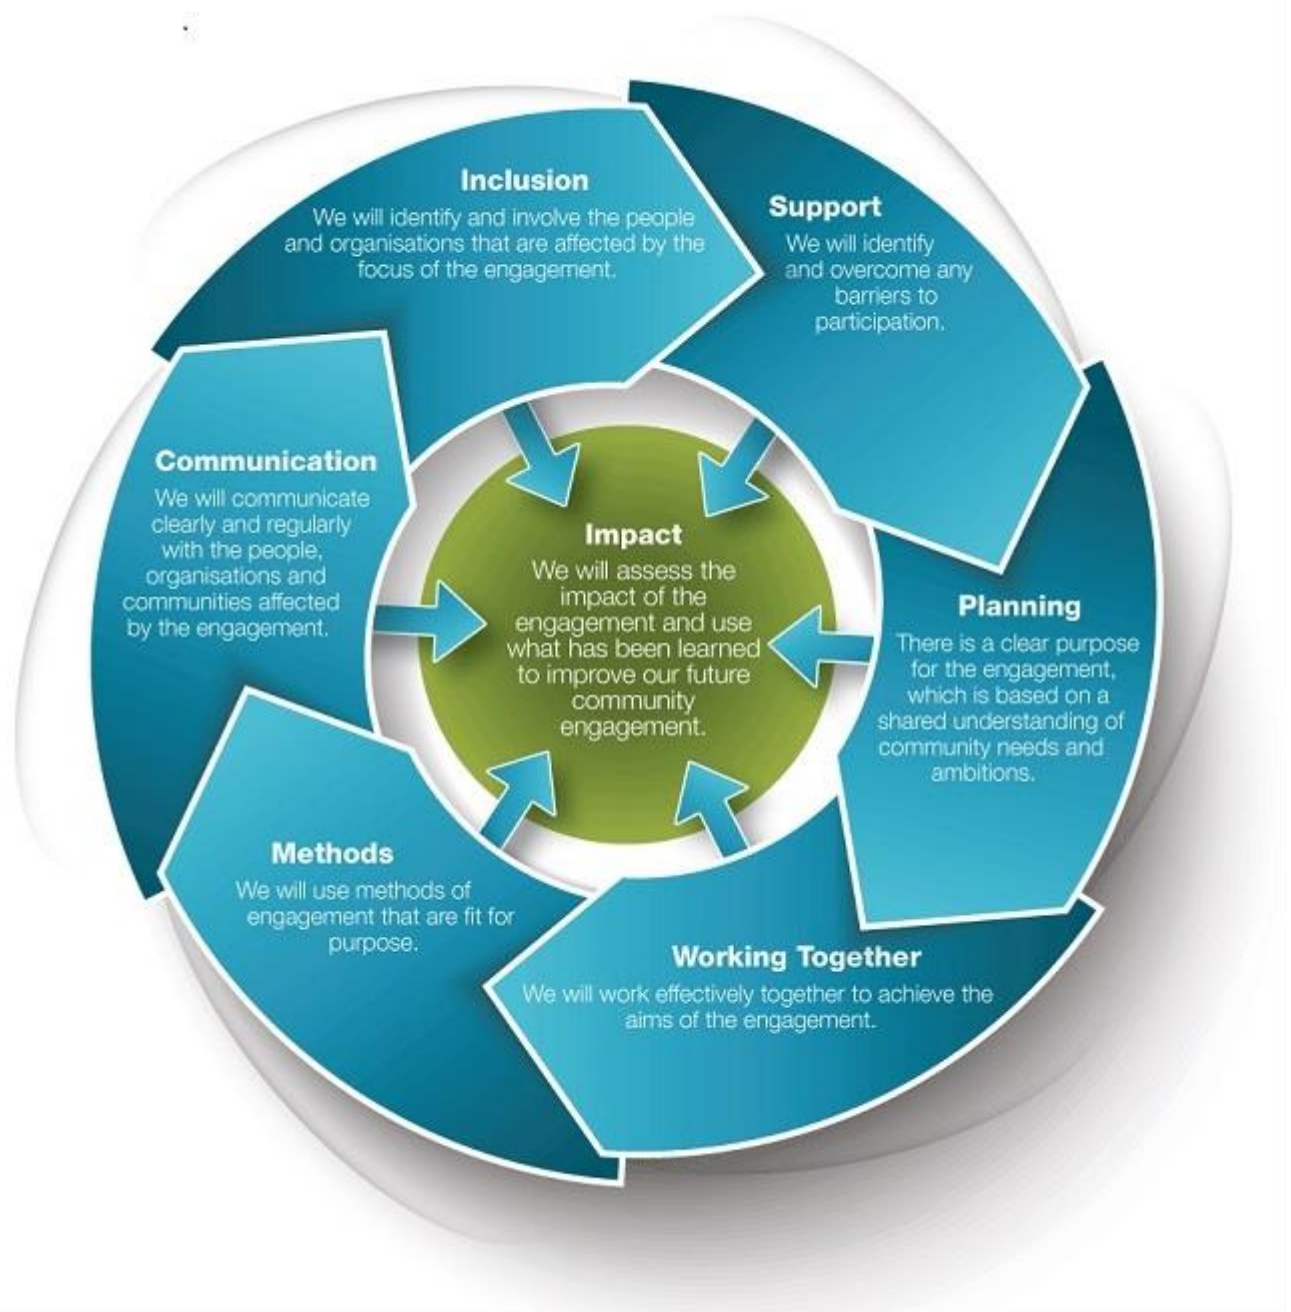 Inclusion
We will identify and involve the people
and organisations that are affected by the
focus of the engagement.
Support
We will identify
and overcome any
barriers to
participation.
Planning
There is a clear purpose
for the engagement,
which is based on a
shared understanding of
community needs and
ambitions.
Working Together
We will work effectively together to achieve the
aims of the engagement.
Methods
We will use methods of
engagement that are fit for
purpose.
Communication
We will communicate
clearly and regularly
with the people,
organisations and
communities affected
by the engagement.
Impact
We will assess the
impact of the
engagement and use
what has been learned
to improve our future
community
engagement.